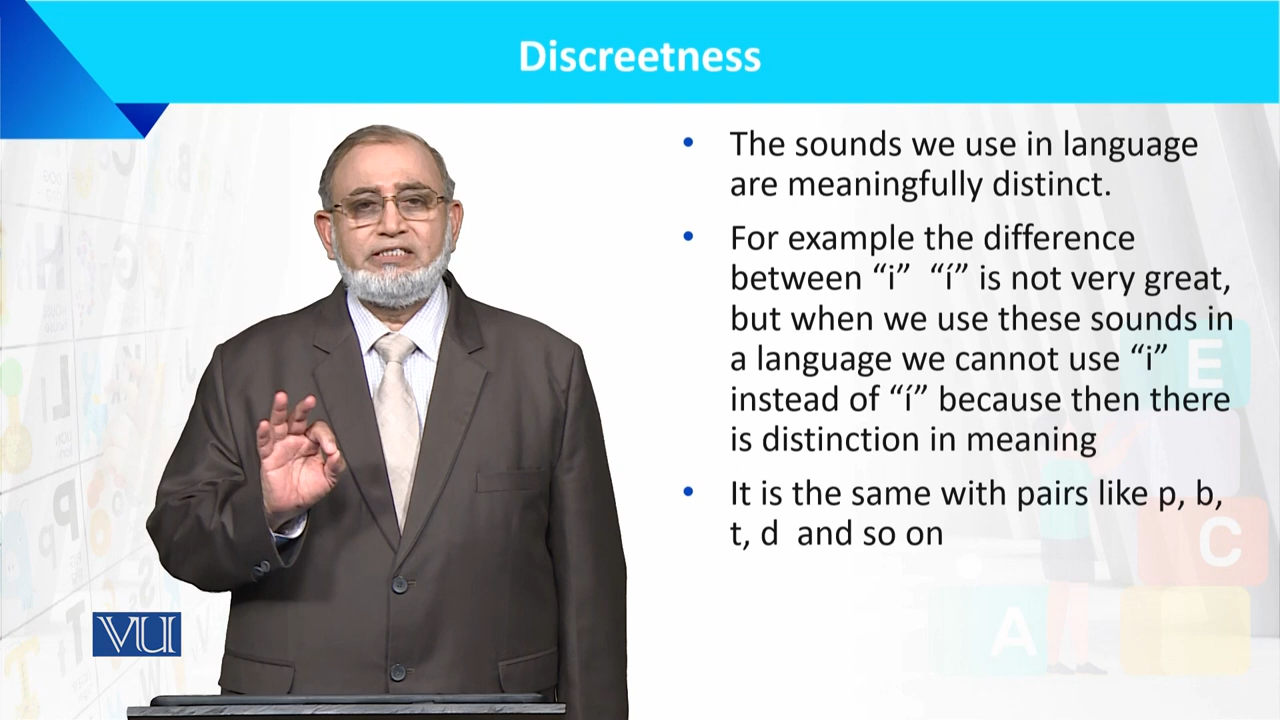 Discreetness
• The sounds we use in language
are meaningfully distinct.
• For example the difference
between “i” “í” is not very great,
but when we use these sounds in
a language we cannot use “i”
instead of “í” because then there
is distinction in meaning
• It is the same with pairs like p, b,
t, d and so on
VU
E
C
A